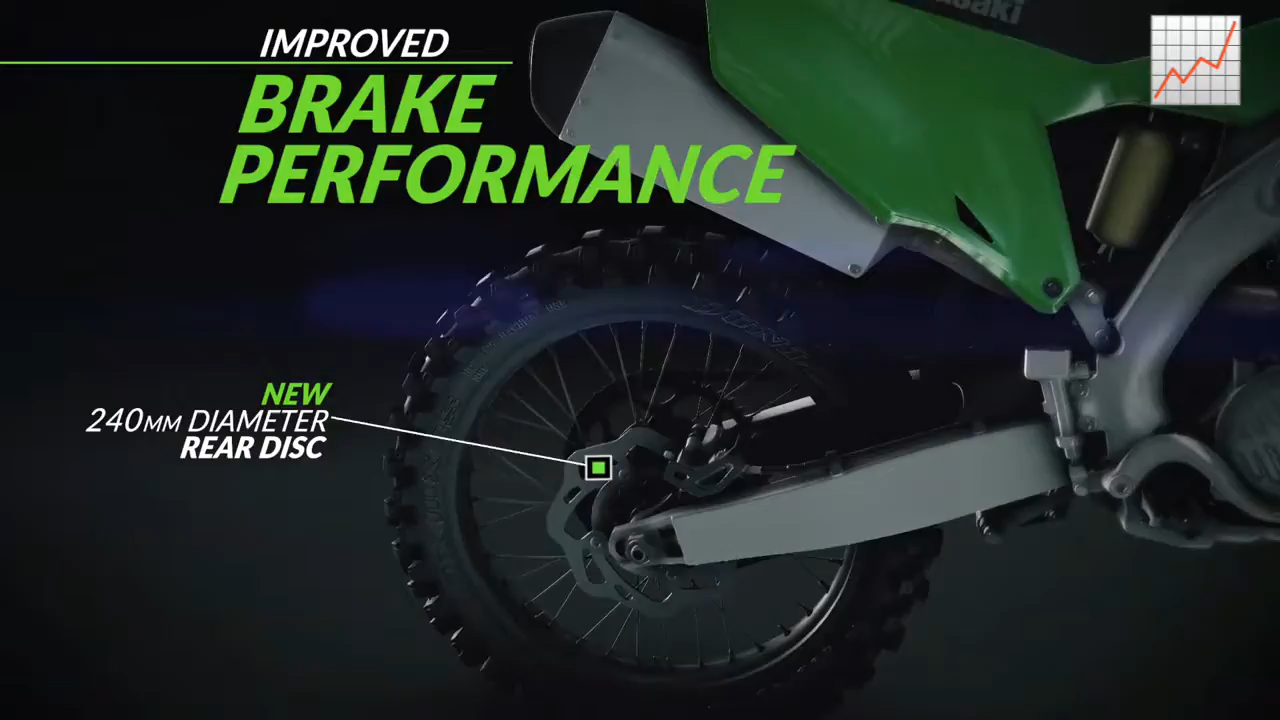 IMPROVED
BRAKE
PERFORMANCE
NEW
240MM DIAMETER
REAR DISC